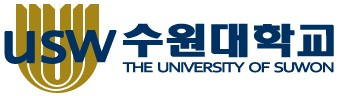 USW 수원대학교
THE UNIVERSITY OF SUWON